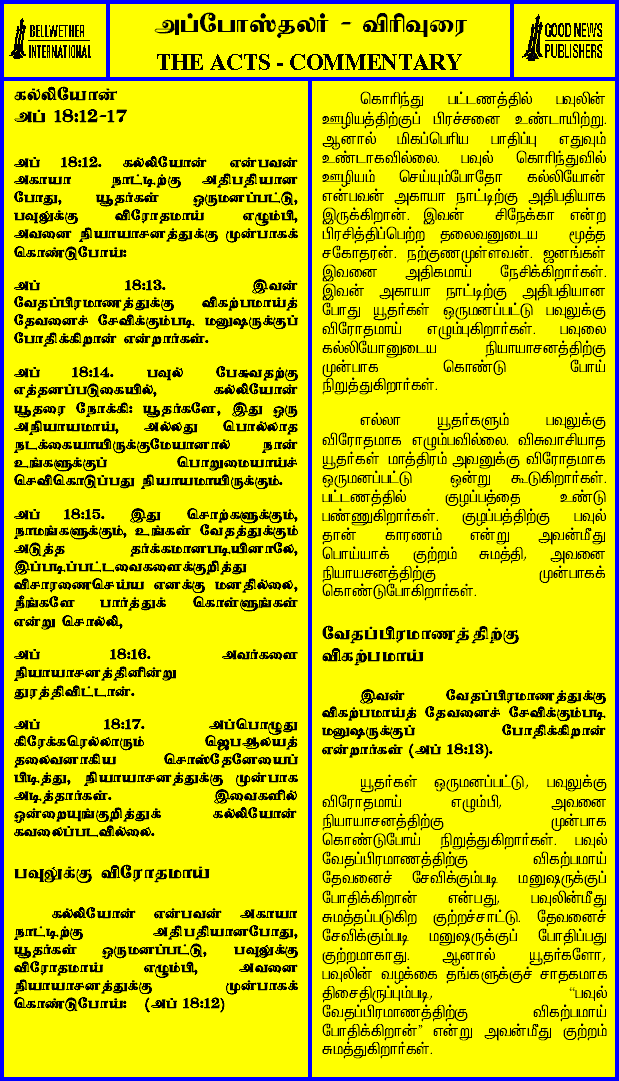 BELLWETHER
INTERNATIONAL
அப்போஸ்தலர் - விரிவுரை
THE ACTS - COMMENTARY
GOOD NEWS
PUBLISHERS
கல்லியோன்
அப் 18:12-17
அப் 18:12. கல்லியோன் என்பவன்
அகாயா நாட்டிற்கு அதிபதியான
போது, யூதர்கள் ஒருமனப்பட்டு,
பவுலுக்கு விரோதமாய் எழும்பி,
அவனை நியாயாசனத்துக்கு முன்பாகக்
கொண்டுபோய்:
அப் 18:13. இவன்
வேதப்பிரமாணத்துக்கு விகற்பமாய்த்
தேவனைச் சேவிக்கும்படி மனுஷருக்குப்
போதிக்கிறான் என்றார்கள்.
அப் 18:14. பவுல் பேசுவதற்கு
எத்தனப்படுகையில், கல்லியோன்
யூதரை நோக்கி: யூதர்களே, இது ஒரு
அநியாயமாய், அல்லது பொல்லாத
நடக்கையாயிருக்குமேயானால் நான்
உங்களுக்குப் பொறுமையாய்ச்
செவிகொடுப்பது நியாயமாயிருக்கும்.
அப் 18:15. இது சொற்களுக்கும்,
நாமங்களுக்கும், உங்கள் வேதத்துக்கும்
அடுத்த தர்க்கமானபடியினாலே,
இப்படிப்பட்டவைகளைக்குறித்து
விசாரணைசெய்ய எனக்கு மனதில்லை,
நீங்களே பார்த்துக் கொள்ளுங்கள்
என்று சொல்லி,
அப் 18:16. அவர்களை
நியாயாசனத்தினின்று
துரத்திவிட்டான்.
அப் 18:17. அப்பொழுது
கிரேக்கரெல்லாரும் ஜெபஆலயத்
தலைவனாகிய சொஸ்தேனேயைப்
பிடித்து, நியாயாசனத்துக்கு முன்பாக
அடித்தார்கள். இவைகளில்
ஒன்றையுங்குறித்துக் கல்லியோன்
கவலைப்படவில்லை.
பவுலுக்கு விரோதமாய்
கல்லியோன் என்பவன் அகாயா
நாட்டிற்கு அதிபதியானபோது,
யூதர்கள் ஒருமனப்பட்டு, பவுலுக்கு
விரோதமாய் எழும்பி, அவனை
நியாயாசனத்துக்கு முன்பாகக்
கொண்டுபோய்: (அப் 18:12)
கொரிந்து பட்டணத்தில் பவுலின்
ஊழியத்திற்குப் பிரச்சனை உண்டாயிற்று.
ஆனால் மிகப்பெரிய பாதிப்பு எதுவும்
உண்டாகவில்லை. பவுல் கொரிந்துவில்
ஊழியம் செய்யும்போதோ கல்லியோன்
என்பவன் அகாயா நாட்டிற்கு அதிபதியாக
இருக்கிறான். இவன் சிநேக்கா என்ற
பிரசித்திப்பெற்ற தலைவனுடைய மூத்த
சகோதரன். நற்குணமுள்ளவன். ஜனங்கள்
இவனை அதிகமாய் நேசிக்கிறார்கள்.
இவன் அகாயா நாட்டிற்கு அதிபதியான
போது யூதர்கள் ஒருமனப்பட்டு பவுலுக்கு
விரோதமாய் எழும்புகிறார்கள். பவுலை
கல்லியோனுடைய நியாயாசனத்திற்கு
முன்பாக கொண்டு போய்
நிறுத்துகிறார்கள்.
எல்லா யூதர்களும் பவுலுக்கு
விரோதமாக எழும்பவில்லை. விசுவாசியாத
யூதர்கள் மாத்திரம் அவனுக்கு விரோதமாக
ஒருமனப்பட்டு ஒன்று கூடுகிறார்கள்.
பட்டணத்தில் குழப்பத்தை உண்டு
பண்ணுகிறார்கள். குழப்பத்திற்கு பவுல்
தான் காரணம் என்று அவன்மீது
பொய்யாக் குற்றம் சுமத்தி, அவனை
நியாயசனத்திற்கு முன்பாகக்
கொண்டுபோகிறார்கள்.
வேதப்பிரமாணத்திற்கு
விகற்பமாய்
இவன் வேதப்பிரமாணத்துக்கு
விகற்பமாய்த் தேவனைச் சேவிக்கும்படி
மனுஷருக்குப் போதிக்கிறான்
என்றார்கள் (அப் 18:13).
யூதர்கள் ஒருமனப்பட்டு, பவுலுக்கு
விரோதமாய் எழும்பி, அவனை
நியாயாசனத்திற்கு முன்பாக
கொண்டுபோய் நிறுத்துகிறார்கள். பவுல்
வேதப்பிரமாணத்திற்கு விகற்பமாய்
தேவனைச் சேவிக்கும்படி மனுஷருக்குப்
போதிக்கிறான் என்பது, பவுலின்மீது
சுமத்தப்படுகிற குற்றச்சாட்டு. தேவனைச்
சேவிக்கும்படி மனுஷருக்குப் போதிப்பது
குற்றமாகாது. ஆனால் யூதர்களோ,
பவுலின் வழக்கை தங்களுக்குச் சாதகமாக
திசைதிருப்பும்படி, “பவுல்
வேதப்பிரமாணத்திற்கு விகற்பமாய்
போதிக்கிறான்” என்று அவன்மீது குற்றம்
சுமத்துகிறார்கள்.